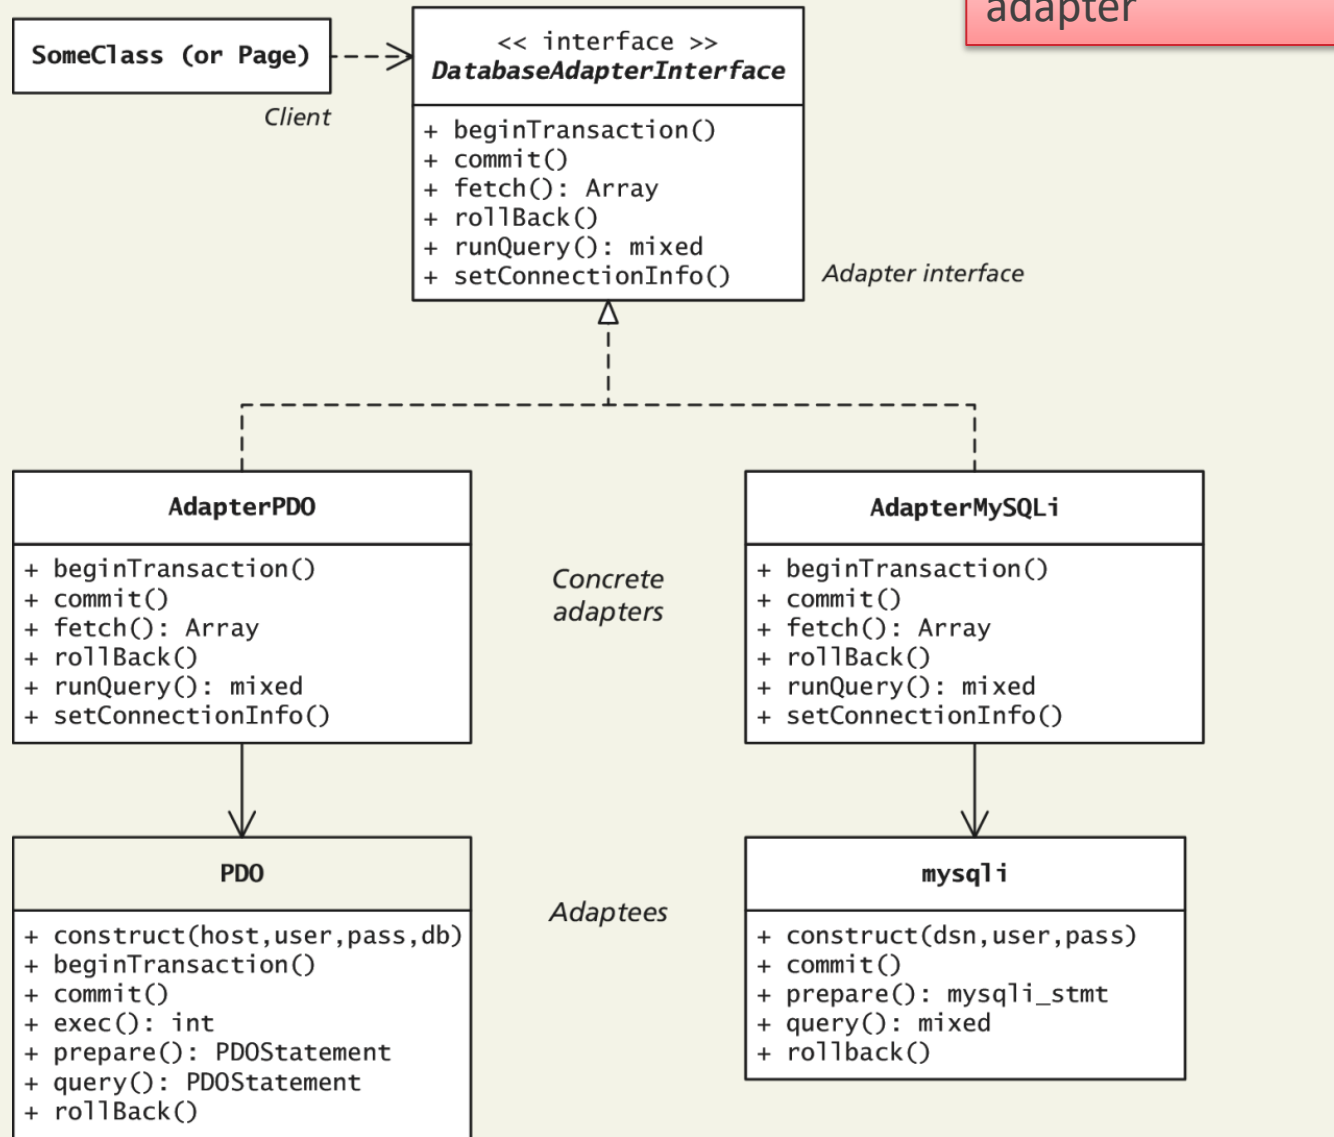 adapter
SomeClass (or Page)
Client
<< interface >>
DatabaseAdapterInterface
+ beginTransaction()
+ commit()
+ fetch(): Array
+ rollBack()
+ runQuery(): mixed
+ setConnectionInfo()
Adapter interface
AdapterPDO
+ beginTransaction()
+ commit()
+ fetch(): Array
+ rollBack()
+ runQuery(): mixed
+ setConnectionInfo()
Concrete
adapters
AdapterMySQLi
+ beginTransaction()
+ commit()
+ fetch(): Array
+ rollBack()
+ runQuery(): mixed
+ setConnectionInfo()
PDO
+ construct(host,user,pass,db)
+ beginTransaction()
+ commit()
+ exec(): int
+ prepare(): PDOStatement
+ query(): PDOStatement
+ rollBack()
Adaptees
mysqli
+ construct(dsn,user,pass)
+ commit()
+ prepare(): mysqli_stmt
+ query(): mixed
+ rollback()